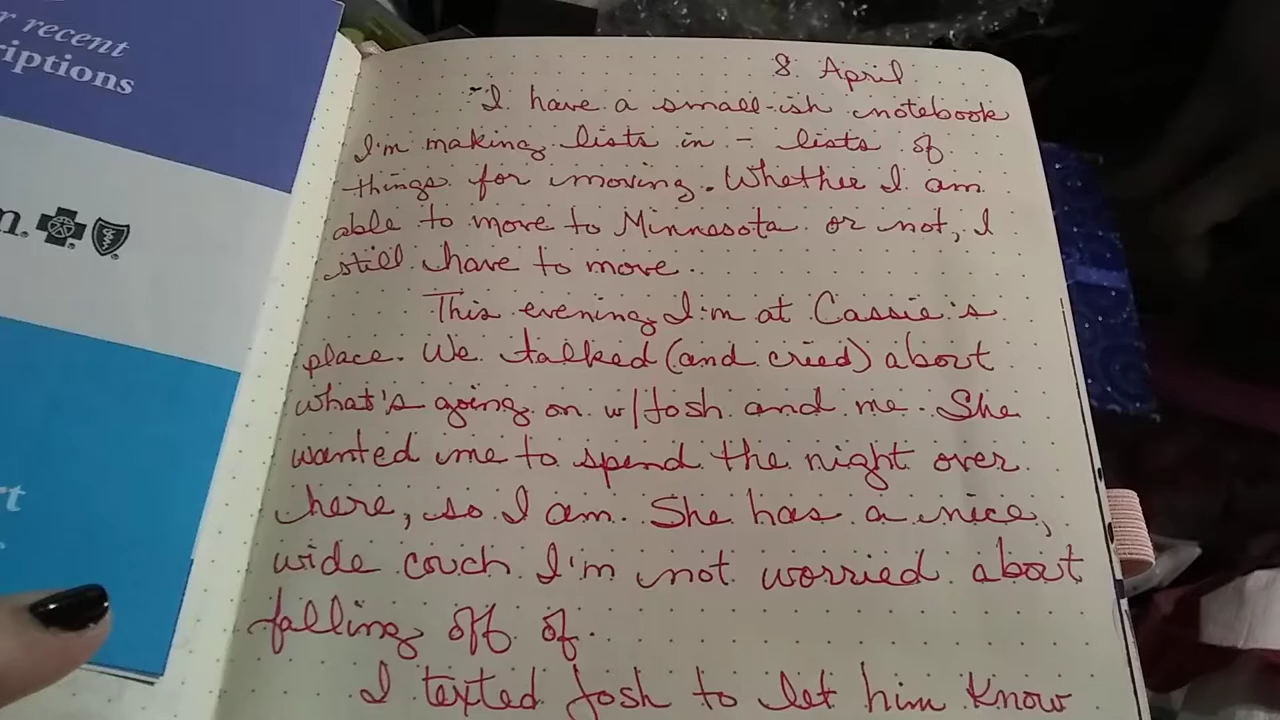 r recent
riptions
n.
rt
8 April
I have a small-ish notebook
I'm making lists in - lists of
things for moving. Whether I am
able to move to Minnesota or not, I
still have to move.
This evening I'm at Cassie's
place. We talked (and cried) about
what's going on w/Josh and me. She
wanted me to spend the night over
here, so I am. She has a nice,
wide couch I'm not worried about
falling off of.
I texted Josh to let him know